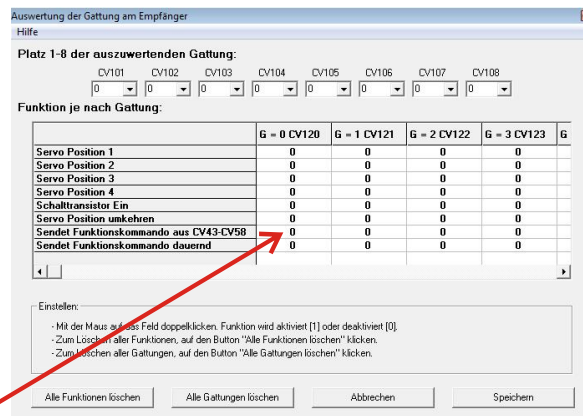 Auswertung der Gattung am Empfänger
Hilfe
Platz 1-8 der auszuwertenden Gattung:
CV101 CV102 CV103 CV104 CV105 CV106 CV107 CV108
0 0 0 0 0 0 0 0
Funktion je nach Gattung:
G = 0 CV120 G = 1 CV121 G = 2 CV122 G = 3 CV123 G
Servo Position 1 0 0 0 0
Servo Position 2 0 0 0 0
Servo Position 3 0 0 0 0
Servo Position 4 0 0 0 0
Schalttransistor Ein 0 0 0 0
Servo Position umkehren 0 0 0 0
Sendet Funktionskommando aus CV43-CV58 0 0 0 0
Sendet Funktionskommando dauernd 0 0 0 0
Einstellen:
- Mit der Maus auf das Feld doppelklicken. Funktion wird aktiviert [1] oder deaktiviert [0].
- Zum Löschen aller Funktionen, auf den Button "Alle Funktionen löschen" klicken.
- Zum Löschen aller Gattungen, auf den Button "Alle Gattungen löschen" klicken.
Alle Funktionen löschen Alle Gattungen löschen Abbrechen Speichern